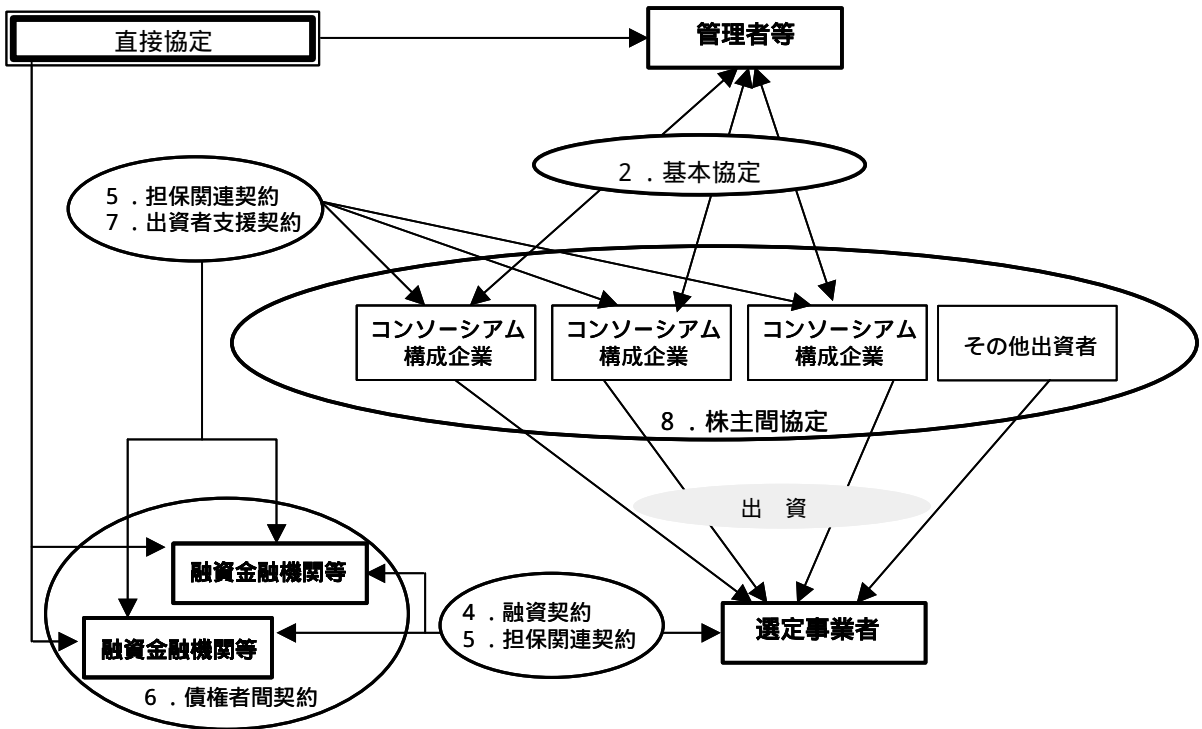 直接協定
管理者等
２．基本協定
５．担保関連契約
７．出資者支援契約
コンソーシアム
構成企業
コンソーシアム
構成企業
コンソーシアム
構成企業
その他出資者
８．株主間協定
出　資
融資金融機関等
融資金融機関等
６．債権者間契約
４．融資契約
５．担保関連契約
選定事業者